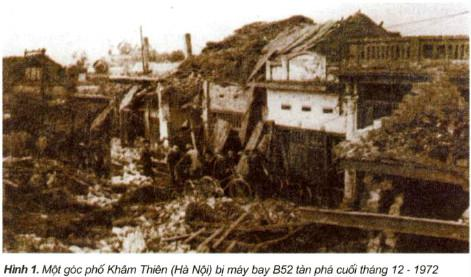 Hình 1. Một góc phố Khâm Thiên (Hà Nội) bị máy bay B52 tàn phá cuối tháng 12 - 1972